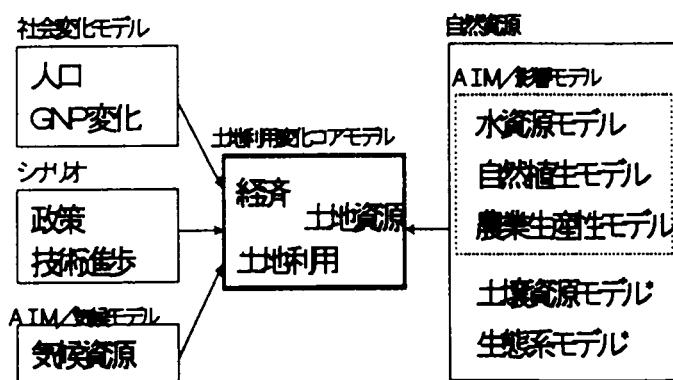 社会変化モデル
人口
GNP変化
シナリオ
政策
技術進歩
AIM/気候モデル
気候資源
土地利用変化コアモデル
経済
土地資源
土地利用
自然資源
AIM/影響モデル
水資源モデル
自然植生モデル
農業生産性モデル
土壌資源モデル*
生態系モデル*